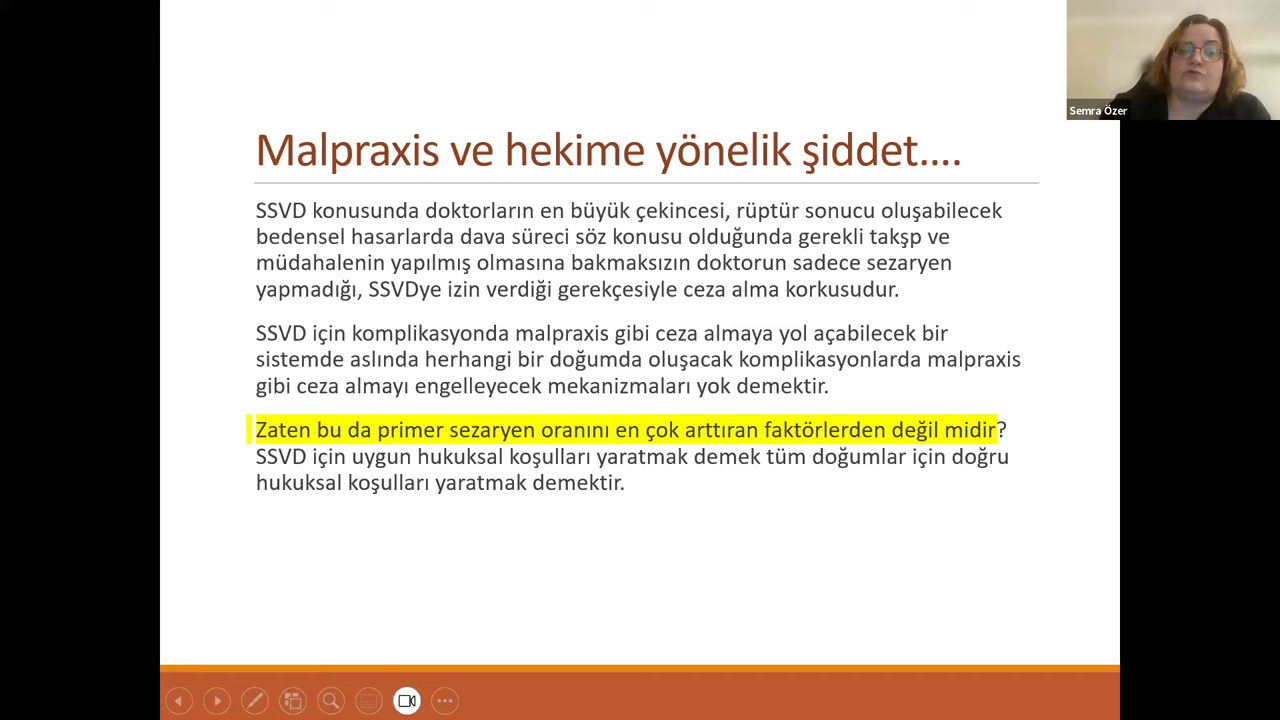 Semra Özer
Malpraxis ve hekime yönelik şiddet....
SSVD konusunda doktorların en büyük çekincesi, rüptür sonucu oluşabilecek
bedensel hasarlarda dava süreci söz konusu olduğunda gerekli takşp ve
müdahalenin yapılmış olmasına bakmaksızın doktorun sadece sezaryen
yapmadığı, SSVDye izin verdiği gerekçesiyle ceza alma korkusudur.
SSVD için komplikasyonda malpraxis gibi ceza almaya yol açabilecek bir
sistemde aslında herhangi bir doğumda oluşacak komplikasyonlarda malpraxis
gibi ceza almayı engelleyecek mekanizmaları yok demektir.
Zaten bu da primer sezaryen oranını en çok arttıran faktörlerden değil midir?
SSVD için uygun hukuksal koşulları yaratmak demek tüm doğumlar için doğru
hukuksal koşulları yaratmak demektir.